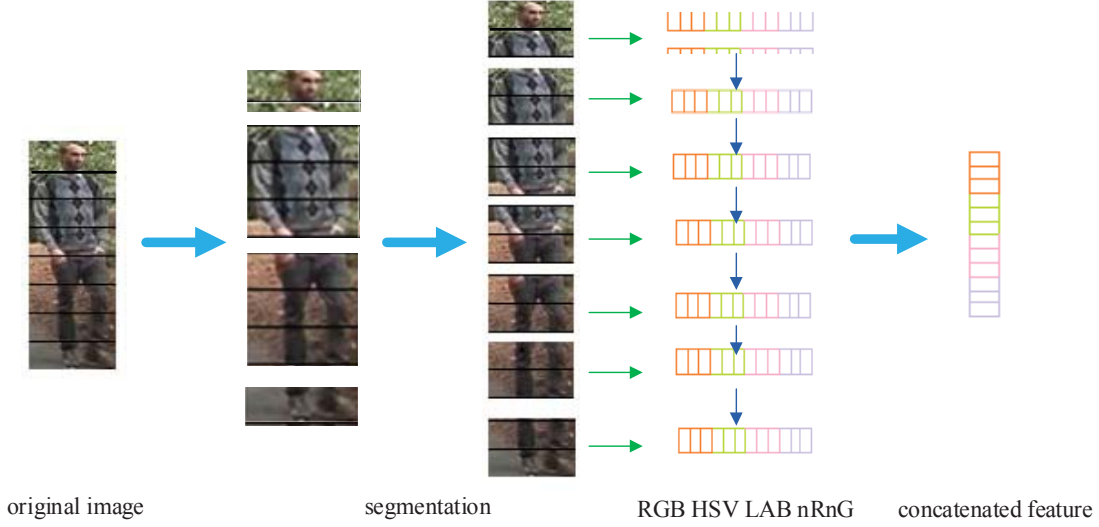 original image
segmentation
RGB HSV LAB nRnG
concatenated feature